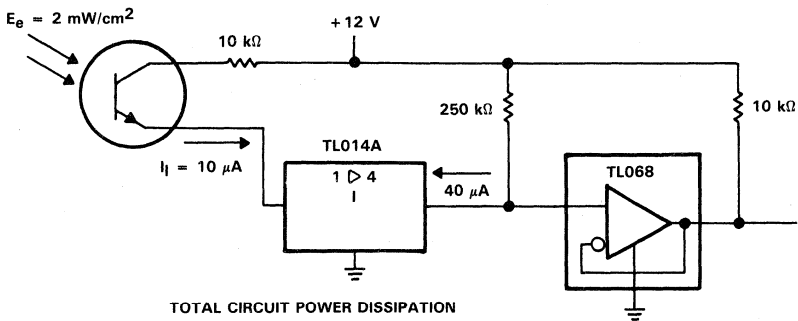 Ee = 2 mW/cm2
+12 V
10 kΩ
250 kΩ
10 kΩ
TL014A
TL068
II = 10 μA
1 ▷ 4
I
40 μA
TOTAL CIRCUIT POWER DISSIPATION